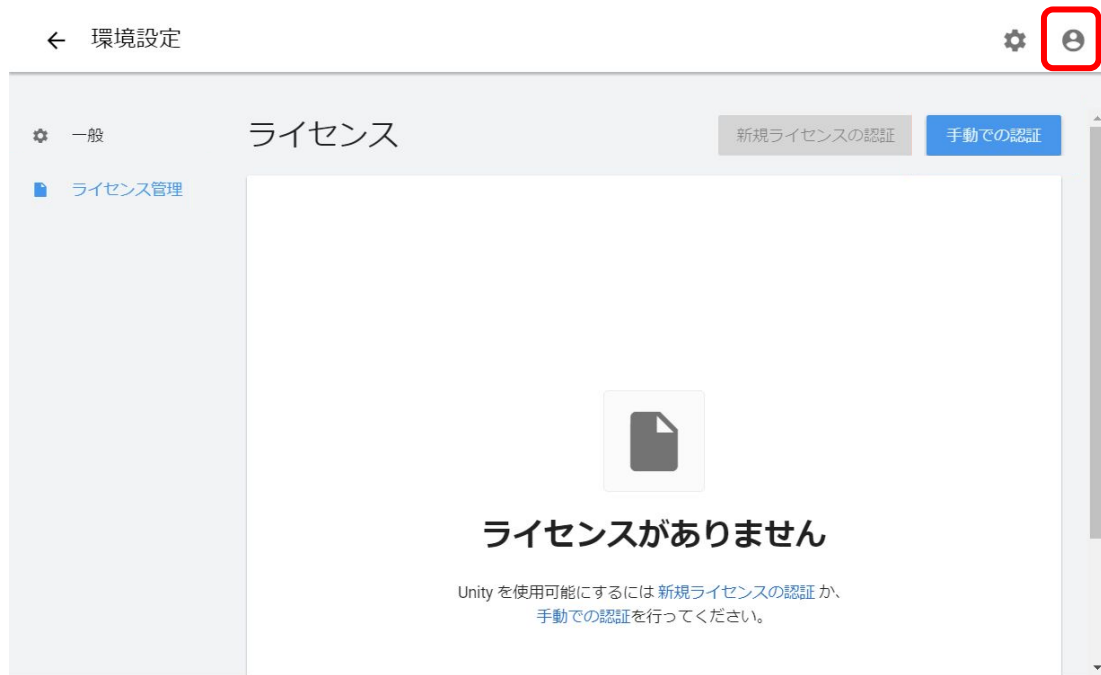 環境設定
一般
ライセンス管理
ライセンス
新規ライセンスの認証
手動での認証
ライセンスがありません
Unity を使用可能にするには 新規ライセンスの認証 か、
手動での認証を行ってください。